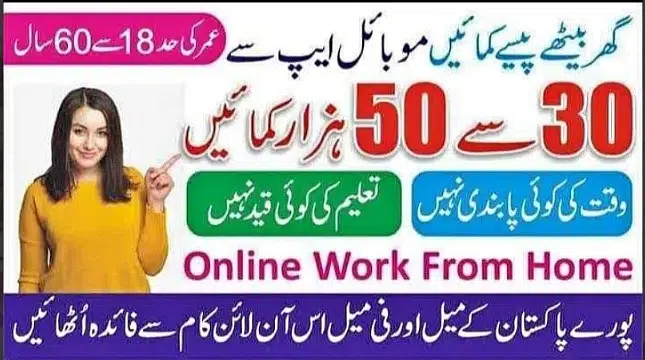 گھر بیٹھے پیسے کمائیں موبائل ایپ سے
عمر کی حد 18 سے 60 سال
30 سے 50 ہزار کمائیں
وقت کی کوئی پابندی نہیں
تعلیم کی کوئی قید نہیں
Online Work From Home
پورے پاکستان کے میل اور فی میل اس آن لائن کام سے فائدہ اُٹھائیں